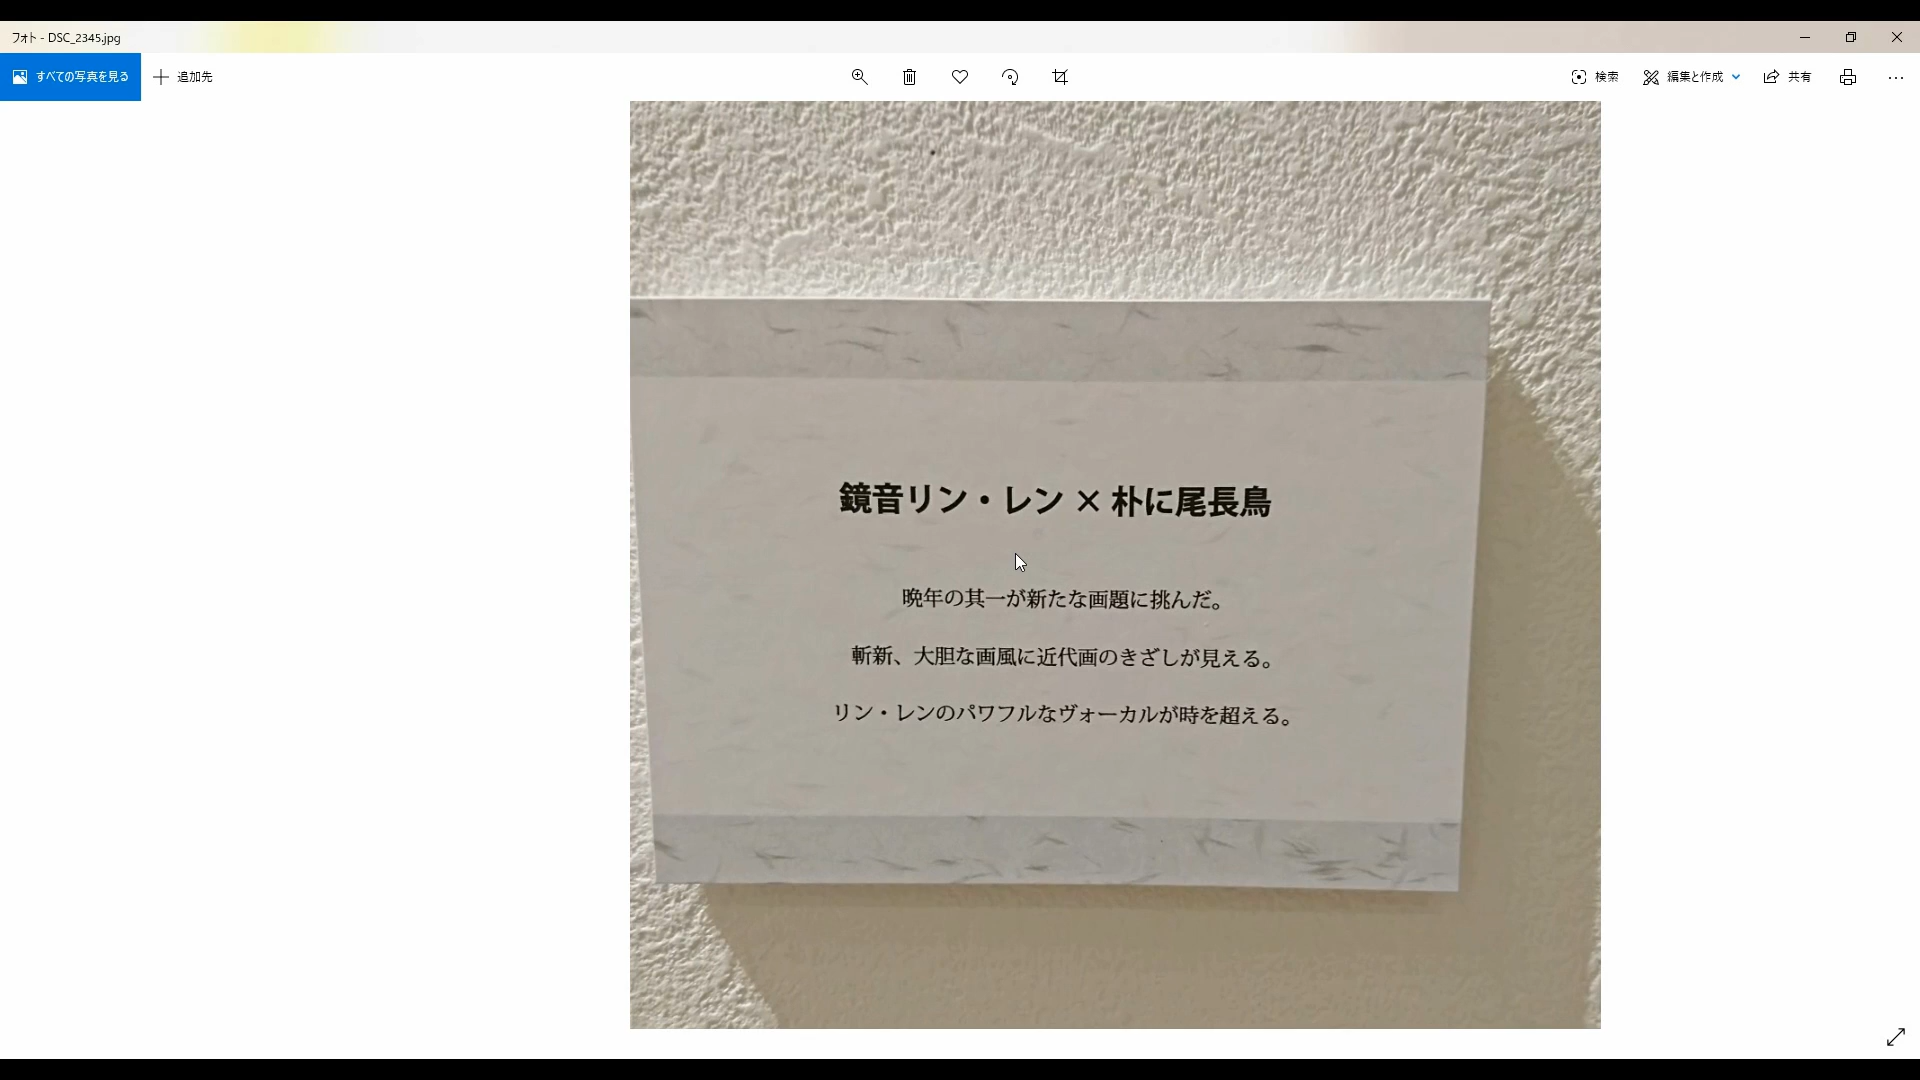 フォト - DSC_2345.jpg
すべての写真を見る
追加先
検索
編集と作成
共有
鏡音リン・レン × 朴に尾長鳥
晩年の其一が新たな画題に挑んだ。
斬新、大胆な画風に近代画のきざしが見える。
リン・レンのパワフルなヴォーカルが時を超える。